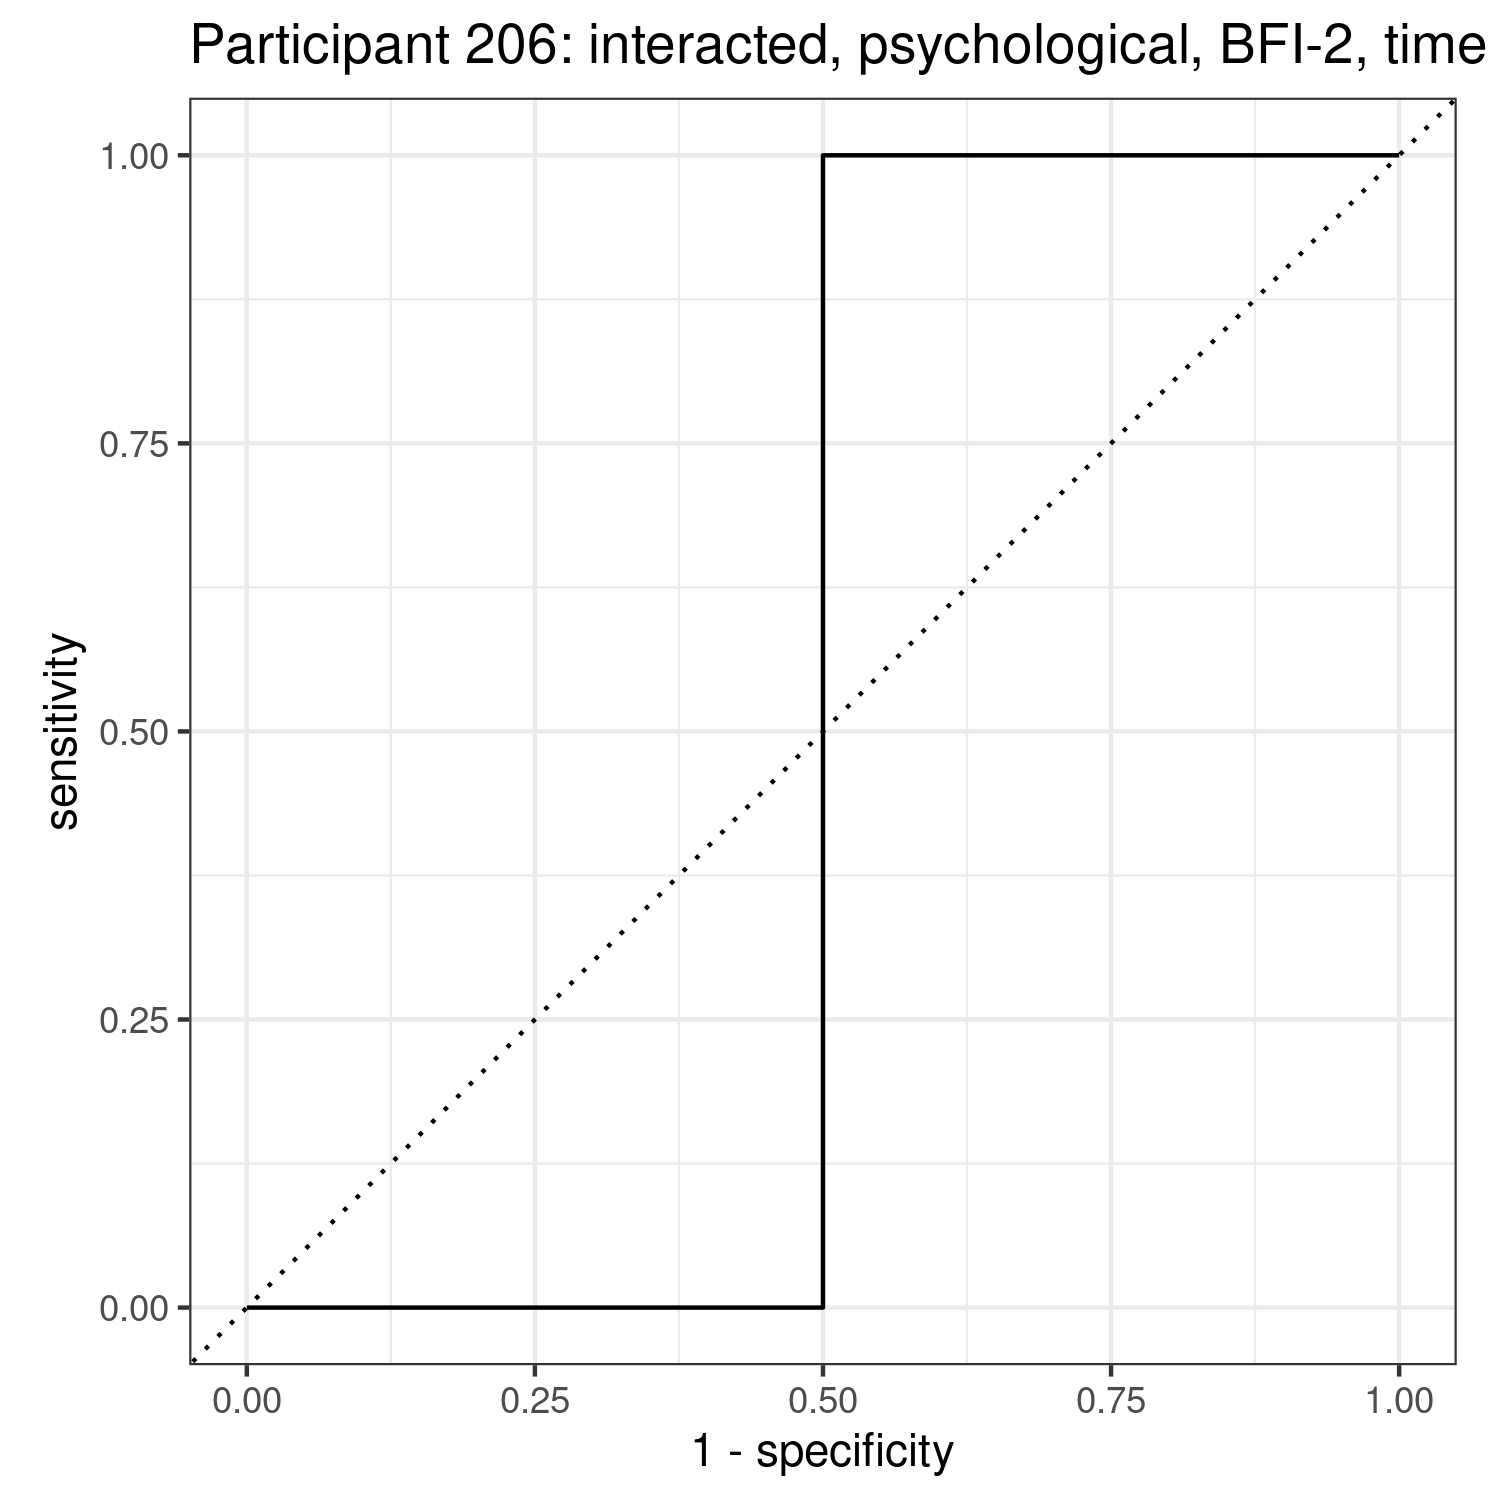 Participant 206: interacted, psychological, BFI-2, time
1.00
0.75
0.50
0.25
0.00
sensitivity
0.00 0.25 0.50 0.75 1.00
1 - specificity